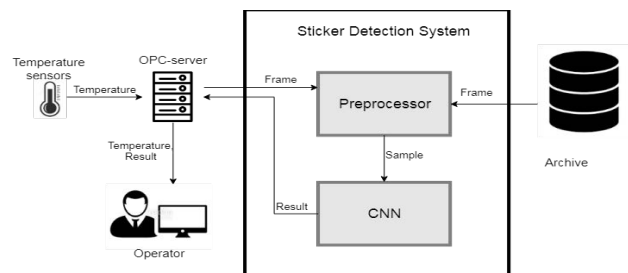 Sticker Detection System
OPC-server
Temperature
sensors
Temperature
Frame
Preprocessor
Frame
Archive
Temperature,
Result
Sample
Result
CNN
Operator